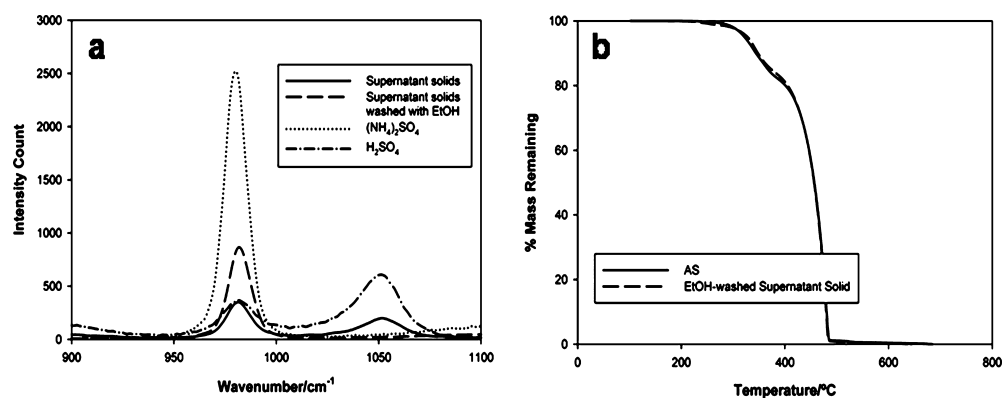 a
3000
2500
2000
1500
1000
500
0
Intensity Count
Supernatant solids
Supernatant solids
washed with EtOH
(NH₄)₂SO₄
H₂SO₄
900
950
1000
1050
1100
Wavenumber/cm⁻¹
b
100
80
60
40
20
0
% Mass Remaining
AS
EtOH-washed Supernatant Solid
0
200
400
600
800
Temperature/ºC